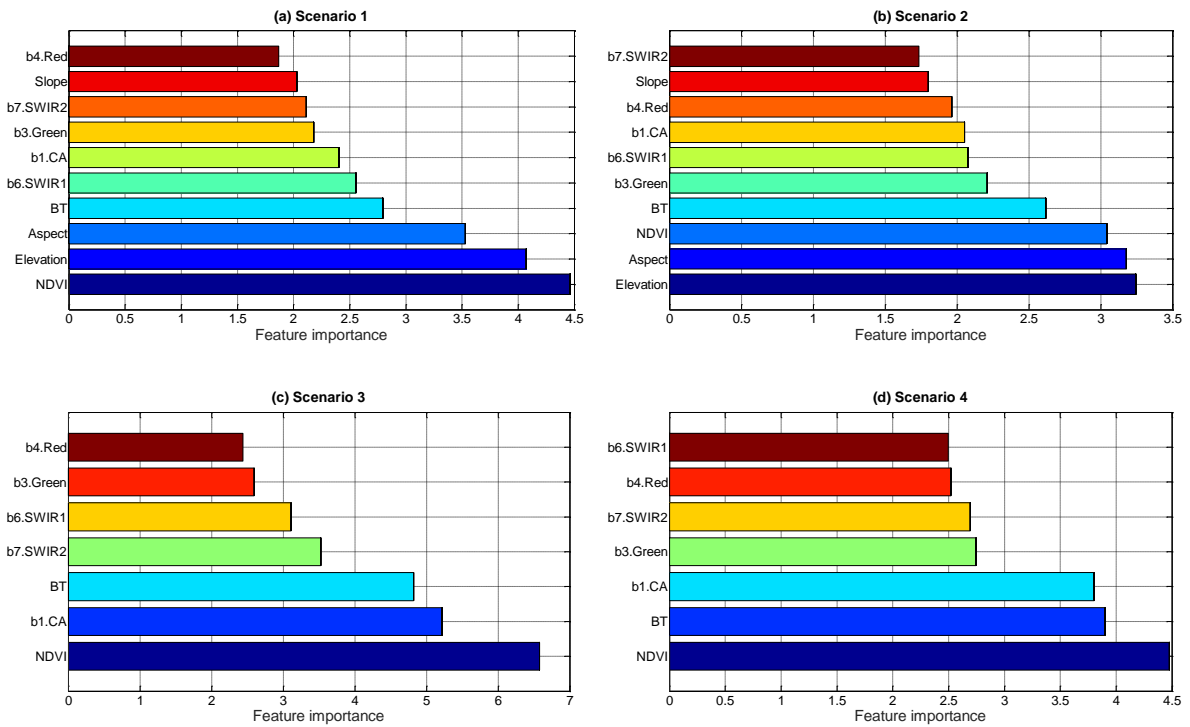 (a) Scenario 1
b4.Red
Slope
b7.SWIR2
b3.Green
b1.CA
b6.SWIR1
BT
Aspect
Elevation
NDVI
0 0.5 1 1.5 2 2.5 3 3.5 4 4.5
Feature importance
(b) Scenario 2
b7.SWIR2
Slope
b4.Red
b1.CA
b6.SWIR1
b3.Green
BT
NDVI
Aspect
Elevation
0 0.5 1 1.5 2 2.5 3 3.5
Feature importance
(c) Scenario 3
b4.Red
b3.Green
b6.SWIR1
b7.SWIR2
BT
b1.CA
NDVI
0 1 2 3 4 5 6 7
Feature importance
(d) Scenario 4
b6.SWIR1
b4.Red
b7.SWIR2
b3.Green
b1.CA
BT
NDVI
0 0.5 1 1.5 2 2.5 3 3.5 4 4.5
Feature importance